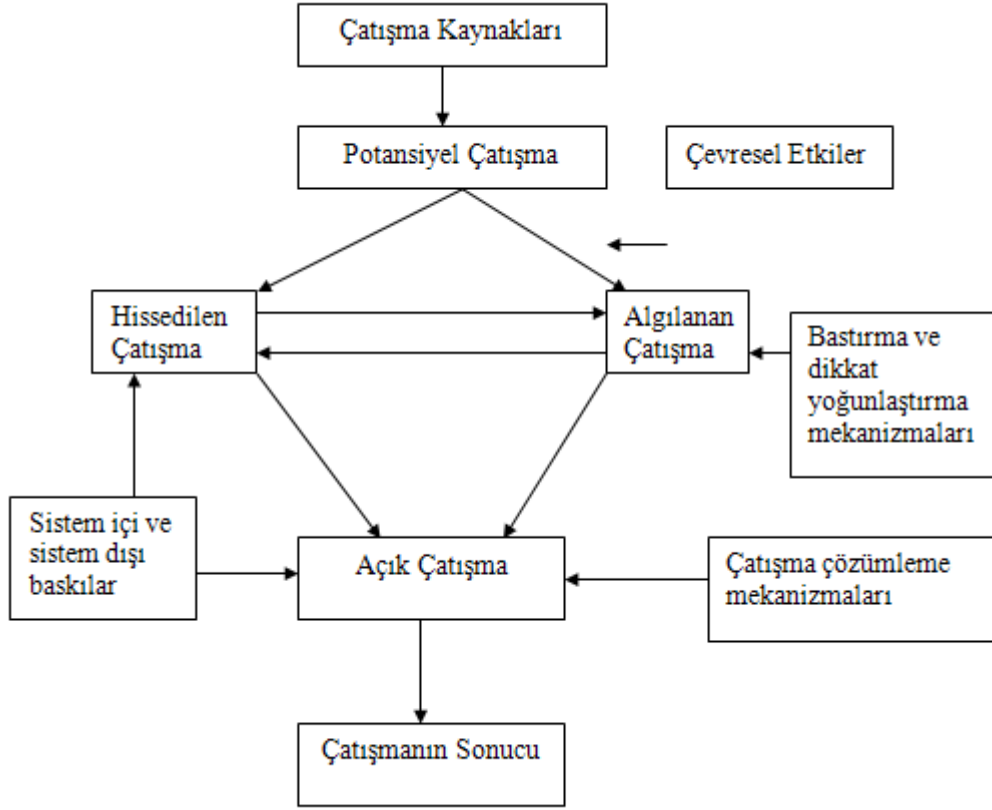 Çatışma Kaynakları
Potansiyel Çatışma
Çevresel Etkiler
Hissedilen
Çatışma
Algılanan
Çatışma
Bastırma ve
dikkat
yoğunlaştırma
mekanizmaları
Sistem içi ve
sistem dışı
baskılar
Açık Çatışma
Çatışma çözümleme
mekanizmaları
Çatışmanın Sonucu